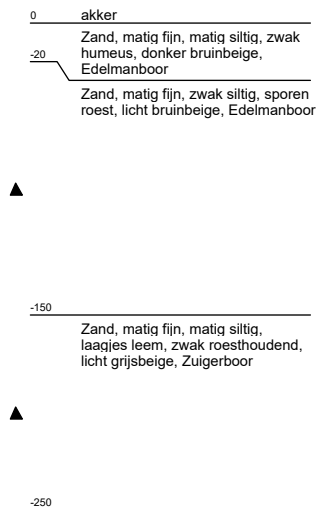 0 akker
Zand, matig fijn, matig siltig, zwak
-20 humeus, donker bruinbeige,
Edelmanboor
Zand, matig fijn, zwak siltig, sporen
roest, licht bruinbeige, Edelmanboor
-150
Zand, matig fijn, matig siltig,
laagjes leem, zwak roesthoudend,
licht grijsbeige, Zuigerboor
-250